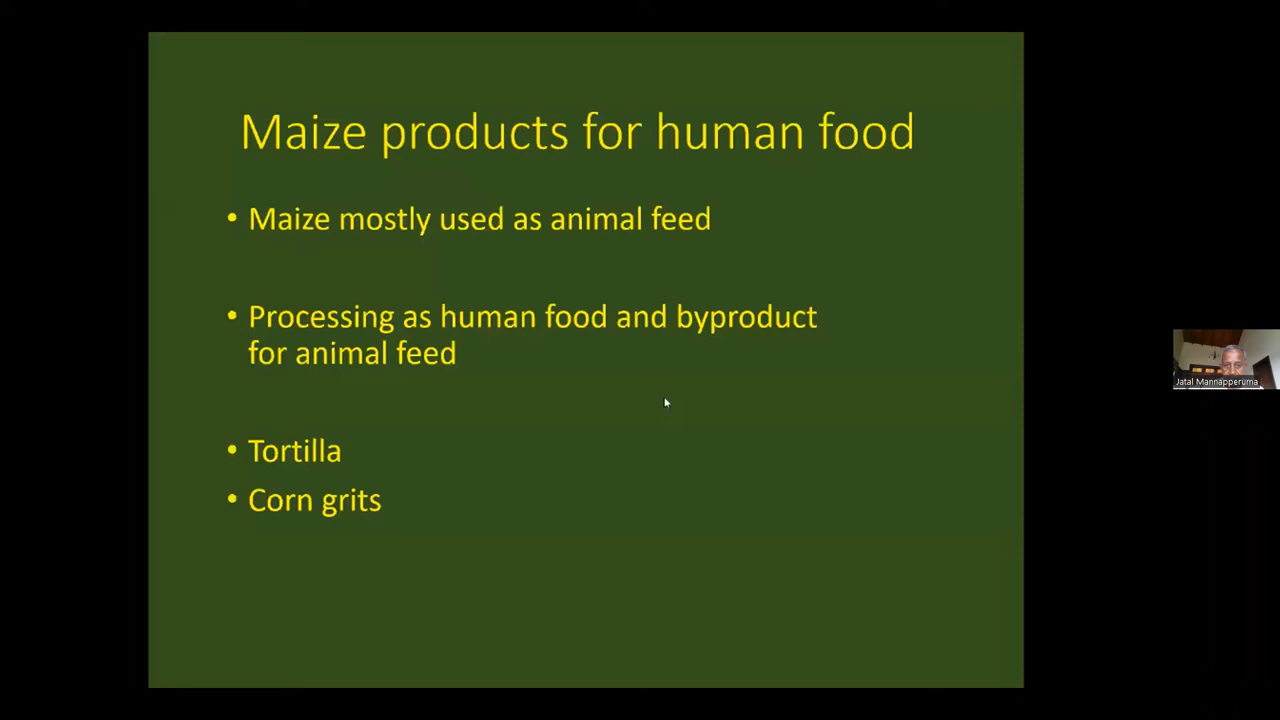 Maize products for human food
• Maize mostly used as animal feed
• Processing as human food and byproduct
for animal feed
• Tortilla
• Corn grits
Jatal Mannapperuma